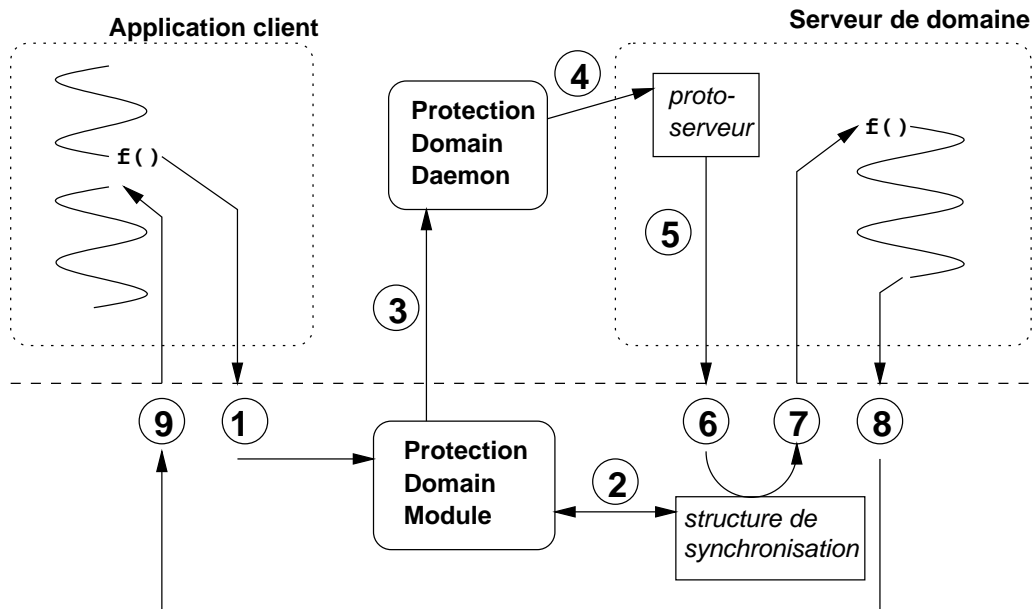 Application client
Serveur de domaine
4
Protection
Domain
Daemon
proto-
serveur
f()
f()
5
3
9
1
6
7
8
Protection
Domain
Module
2
structure de
synchronisation